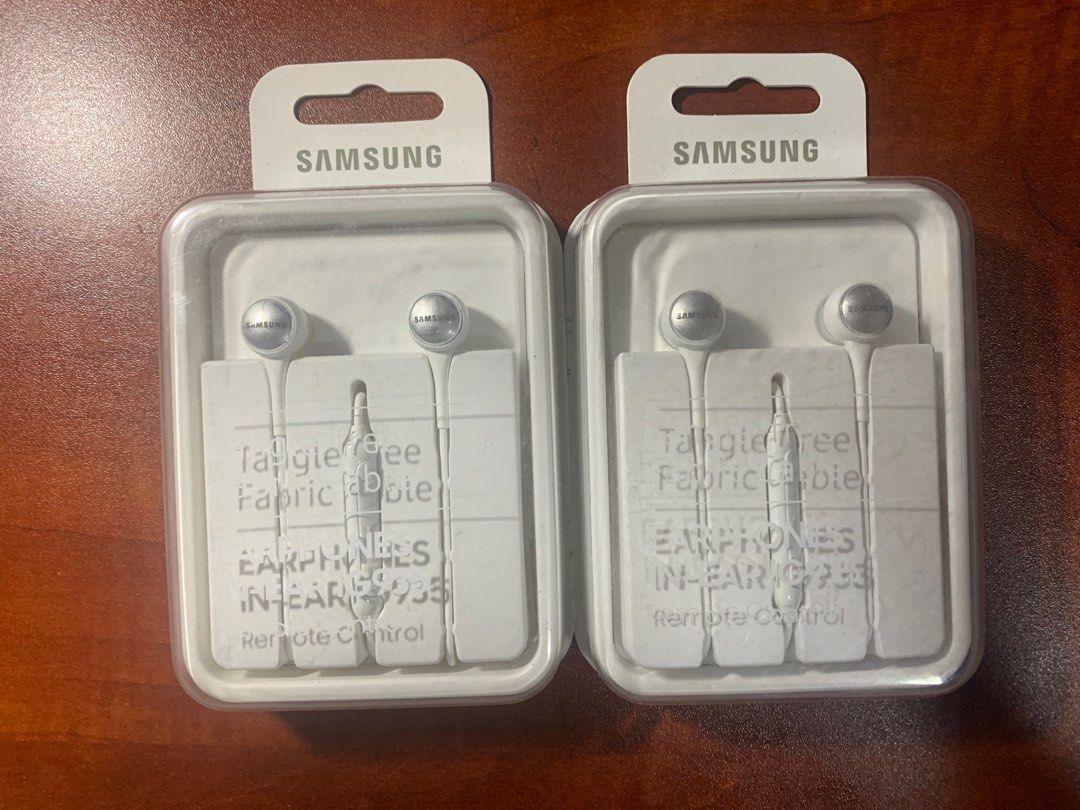 SAMSUNG
SAMSUNG
SAMSUNG
SAMSUNG
Tangle Free
Fabric Cable
EARPHONES
IN-EAR IG935
Remote Control
SAMSUNG
SAMSUNG
Tangle Free
Fabric Cable
EARPHONES
IN-EAR IG935
Remote Control